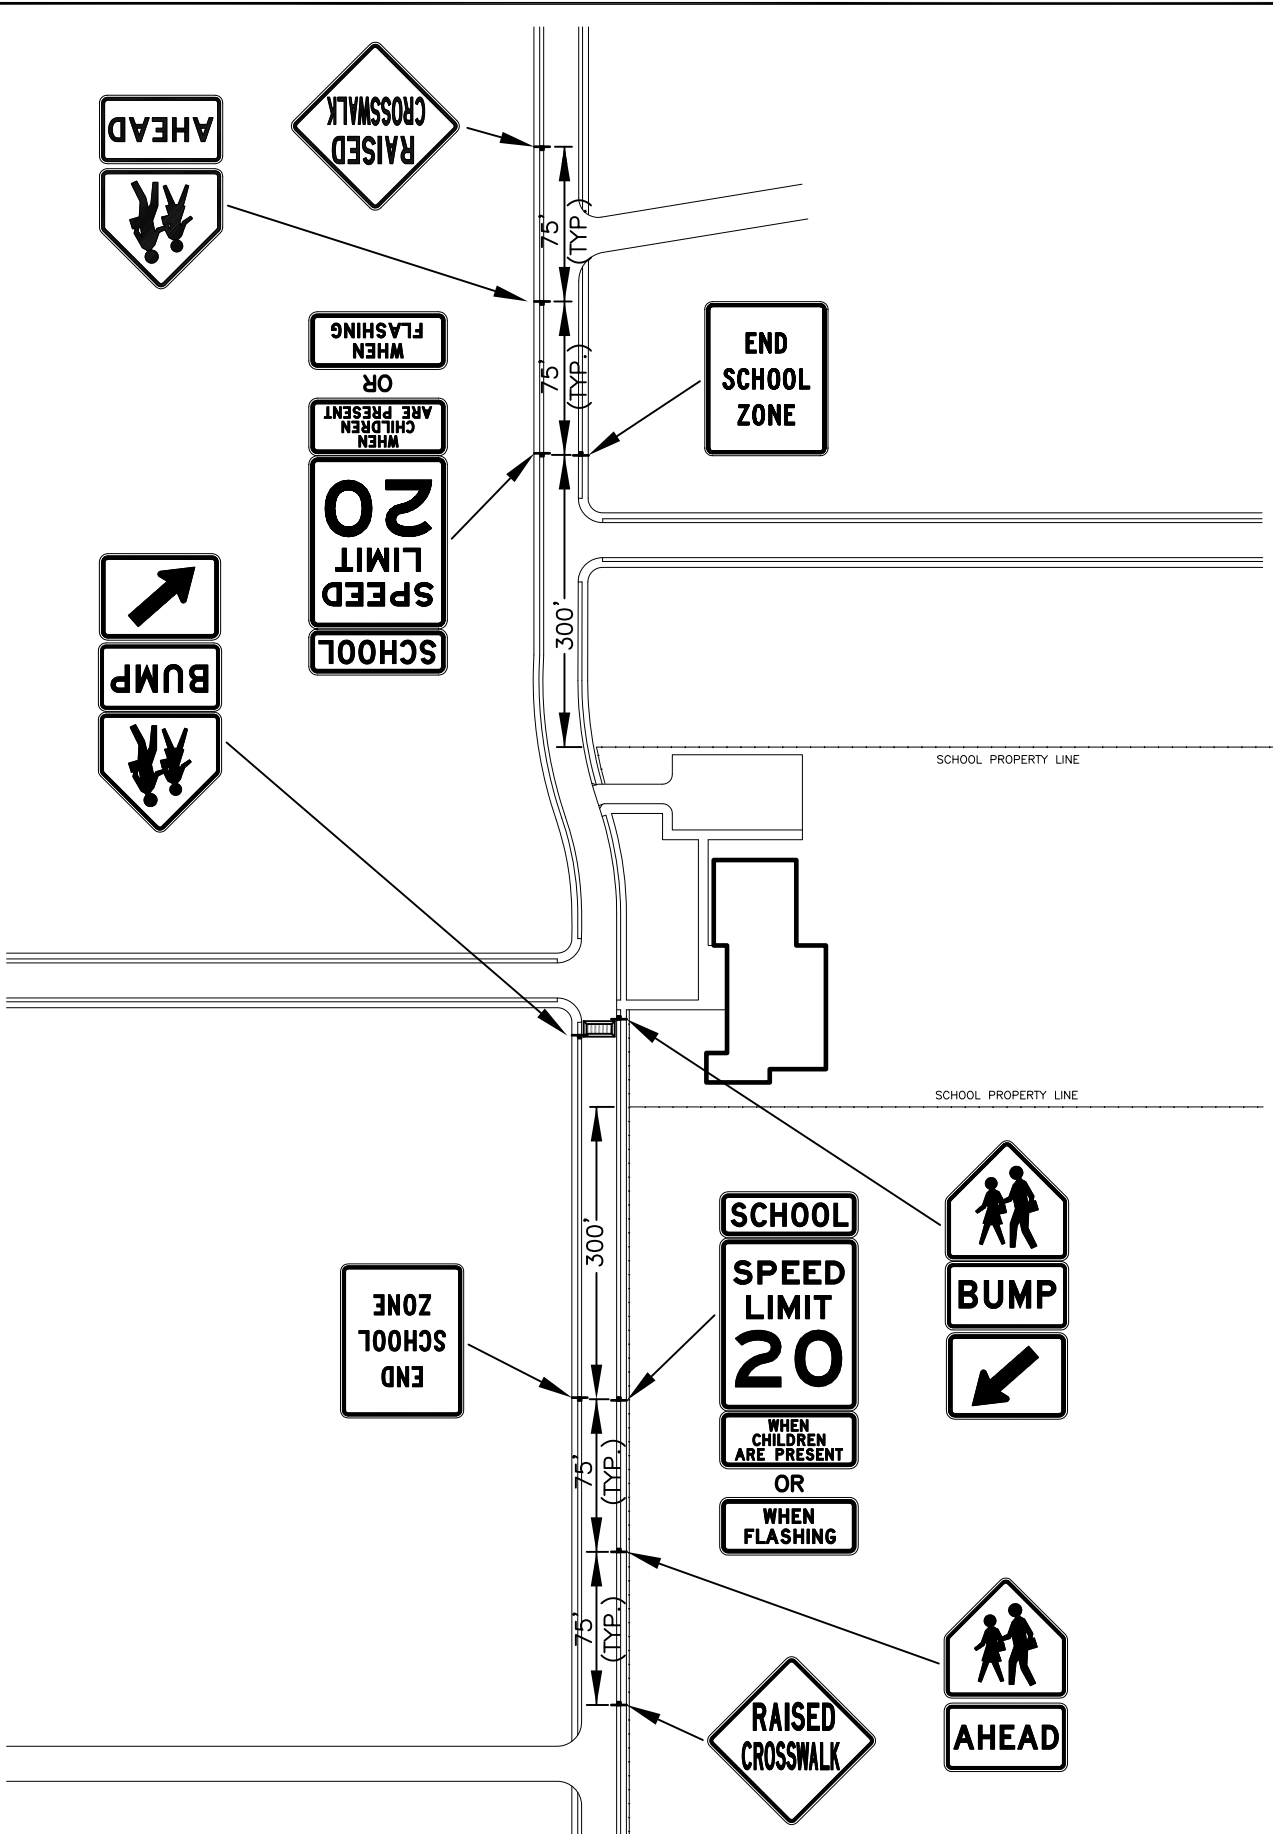 RAISED
CROSSWALK
AHEAD
75'
(TYP.)
WHEN
FLASHING
OR
WHEN
CHILDREN
ARE PRESENT
20
LIMIT
SPEED
SCHOOL
75'
(TYP.)
END
SCHOOL
ZONE
BUMP
300'
SCHOOL PROPERTY LINE
SCHOOL PROPERTY LINE
300'
END
SCHOOL
ZONE
SCHOOL
SPEED
LIMIT
20
WHEN
CHILDREN
ARE PRESENT
OR
WHEN
FLASHING
BUMP
75'
(TYP.)
75'
(TYP.)
RAISED
CROSSWALK
AHEAD